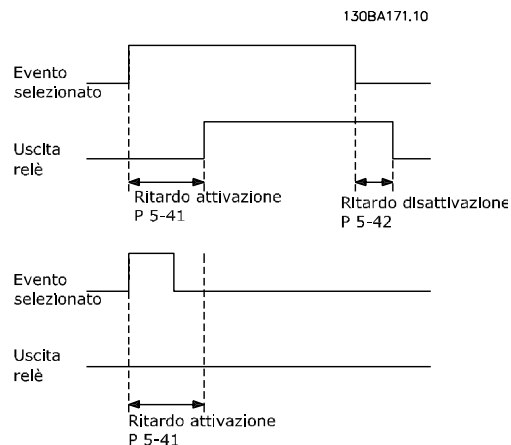 130BA171.10
Evento
selezionato
Uscita
relè
Ritardo attivazione
P 5-41
Ritardo disattivazione
P 5-42
Evento
selezionato
Uscita
relè
Ritardo attivazione
P 5-41